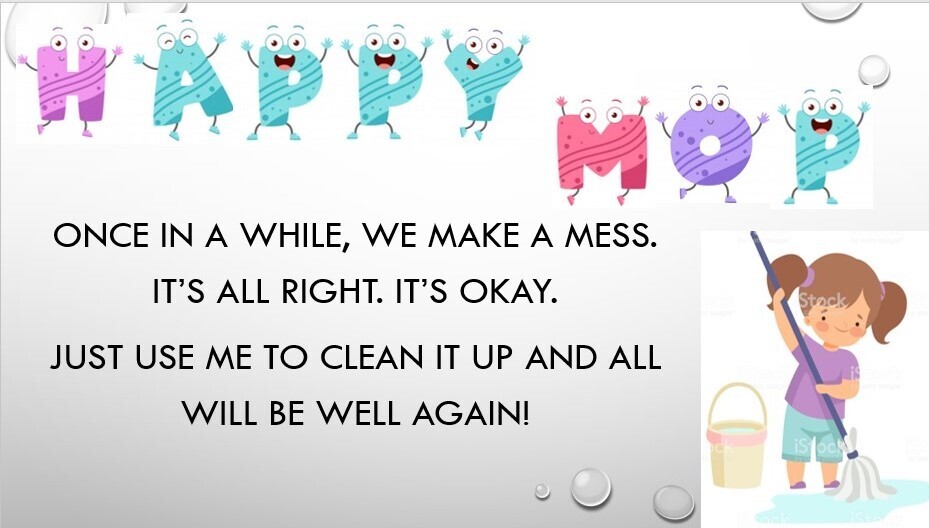 HAPPY
MOP
ONCE IN A WHILE, WE MAKE A MESS.
IT'S ALL RIGHT. IT'S OKAY.
JUST USE ME TO CLEAN IT UP AND ALL
WILL BE WELL AGAIN!
iStock
iStock